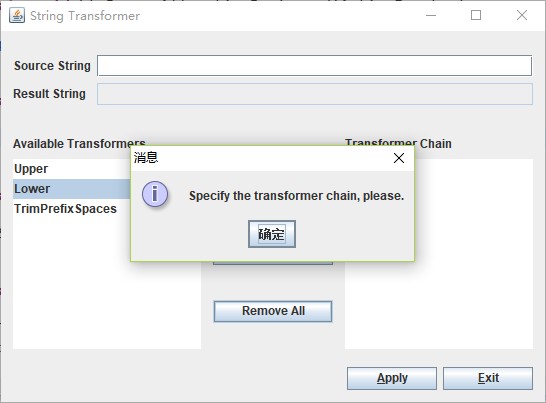 String Transformer
Source String
Result String
Available Transformers
Transformer Chain
消息
Upper
Lower
Specify the transformer chain, please.
TrimPrefixSpaces
确定
Remove All
Apply
Exit